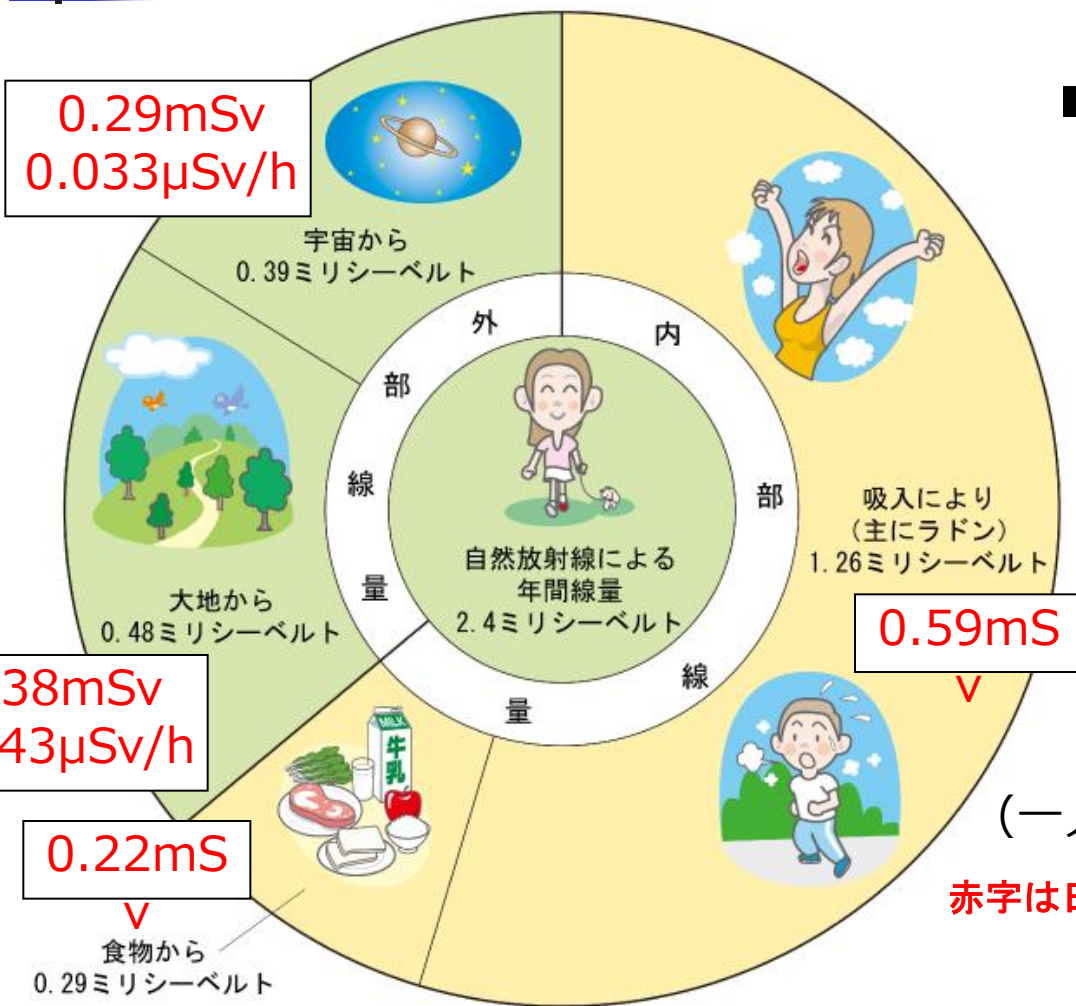 0.29mSv
0.033μSv/h
宇宙から
0.39ミリシーベルト
外部線量
内部線量
大地から
0.48ミリシーベルト
38mSv
43μSv/h
自然放射線による
年間線量
2.4ミリシーベルト
吸入により
(主にラドン)
1.26ミリシーベルト
0.59mS
v
MILK
牛乳
0.22mS
v
食物から
0.29ミリシーベルト
(一
赤字は